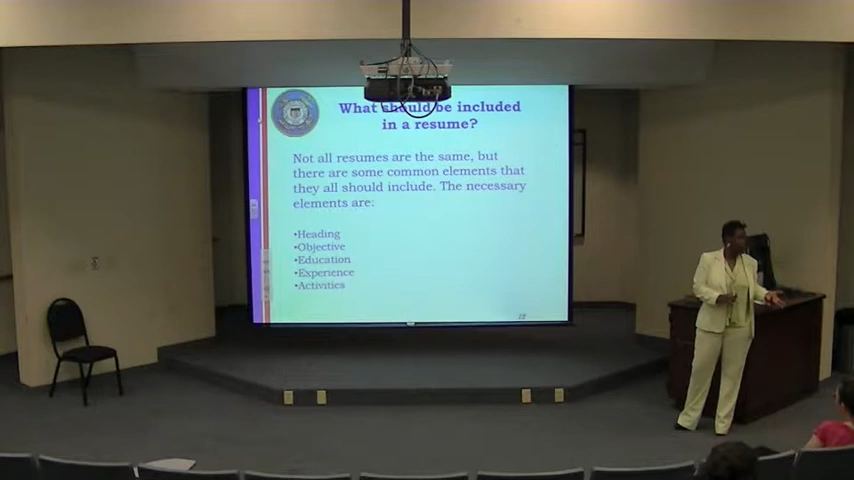 What should be included
in a resume?
Not all resumes are the same, but
there are some common elements that
they all should include. The necessary
elements are:
•Heading
•Objective
•Education
•Experience
•Activities